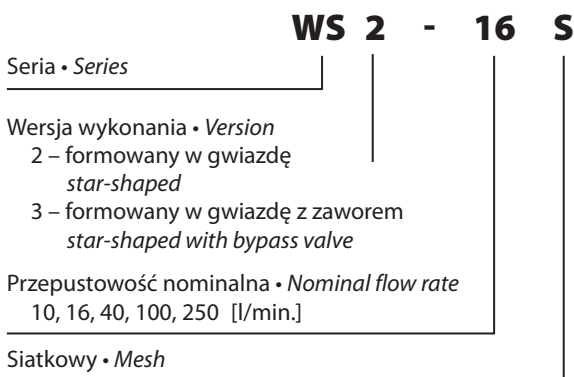 WS 2 - 16 S
Seria • Series
Wersja wykonania • Version
2 – formowany w gwiazdę
star-shaped
3 – formowany w gwiazdę z zaworem
star-shaped with bypass valve
Przepustowość nominalna • Nominal flow rate
10, 16, 40, 100, 250 [l/min.]
Siatkowy • Mesh